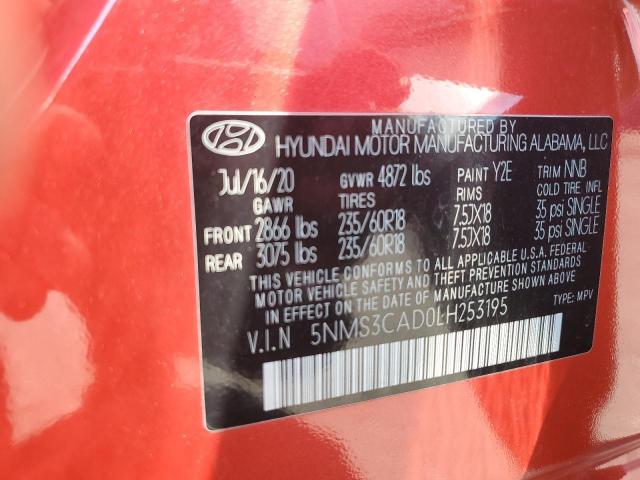 MANUFACTURED BY
HYUNDAI MOTOR MANUFACTURING ALABAMA, LLC
Jul/16/20 GVWR 4872 lbs PAINT Y2E TRIM NNB
GAWR TIRES RIMS COLD TIRE INFL
FRONT 2866 lbs 235/60R18 7.5JX18 35 psi SINGLE
REAR 3075 lbs 235/60R18 7.5JX18 35 psi SINGLE
THIS VEHICLE CONFORMS TO ALL APPLICABLE U.S.A. FEDERAL
MOTOR VEHICLE SAFETY AND THEFT PREVENTION STANDARDS
IN EFFECT ON THE DATE OF MANUFACTURE SHOWN ABOVE.
V.I.N 5NMS3CAD0LH253195 TYPE: MPV